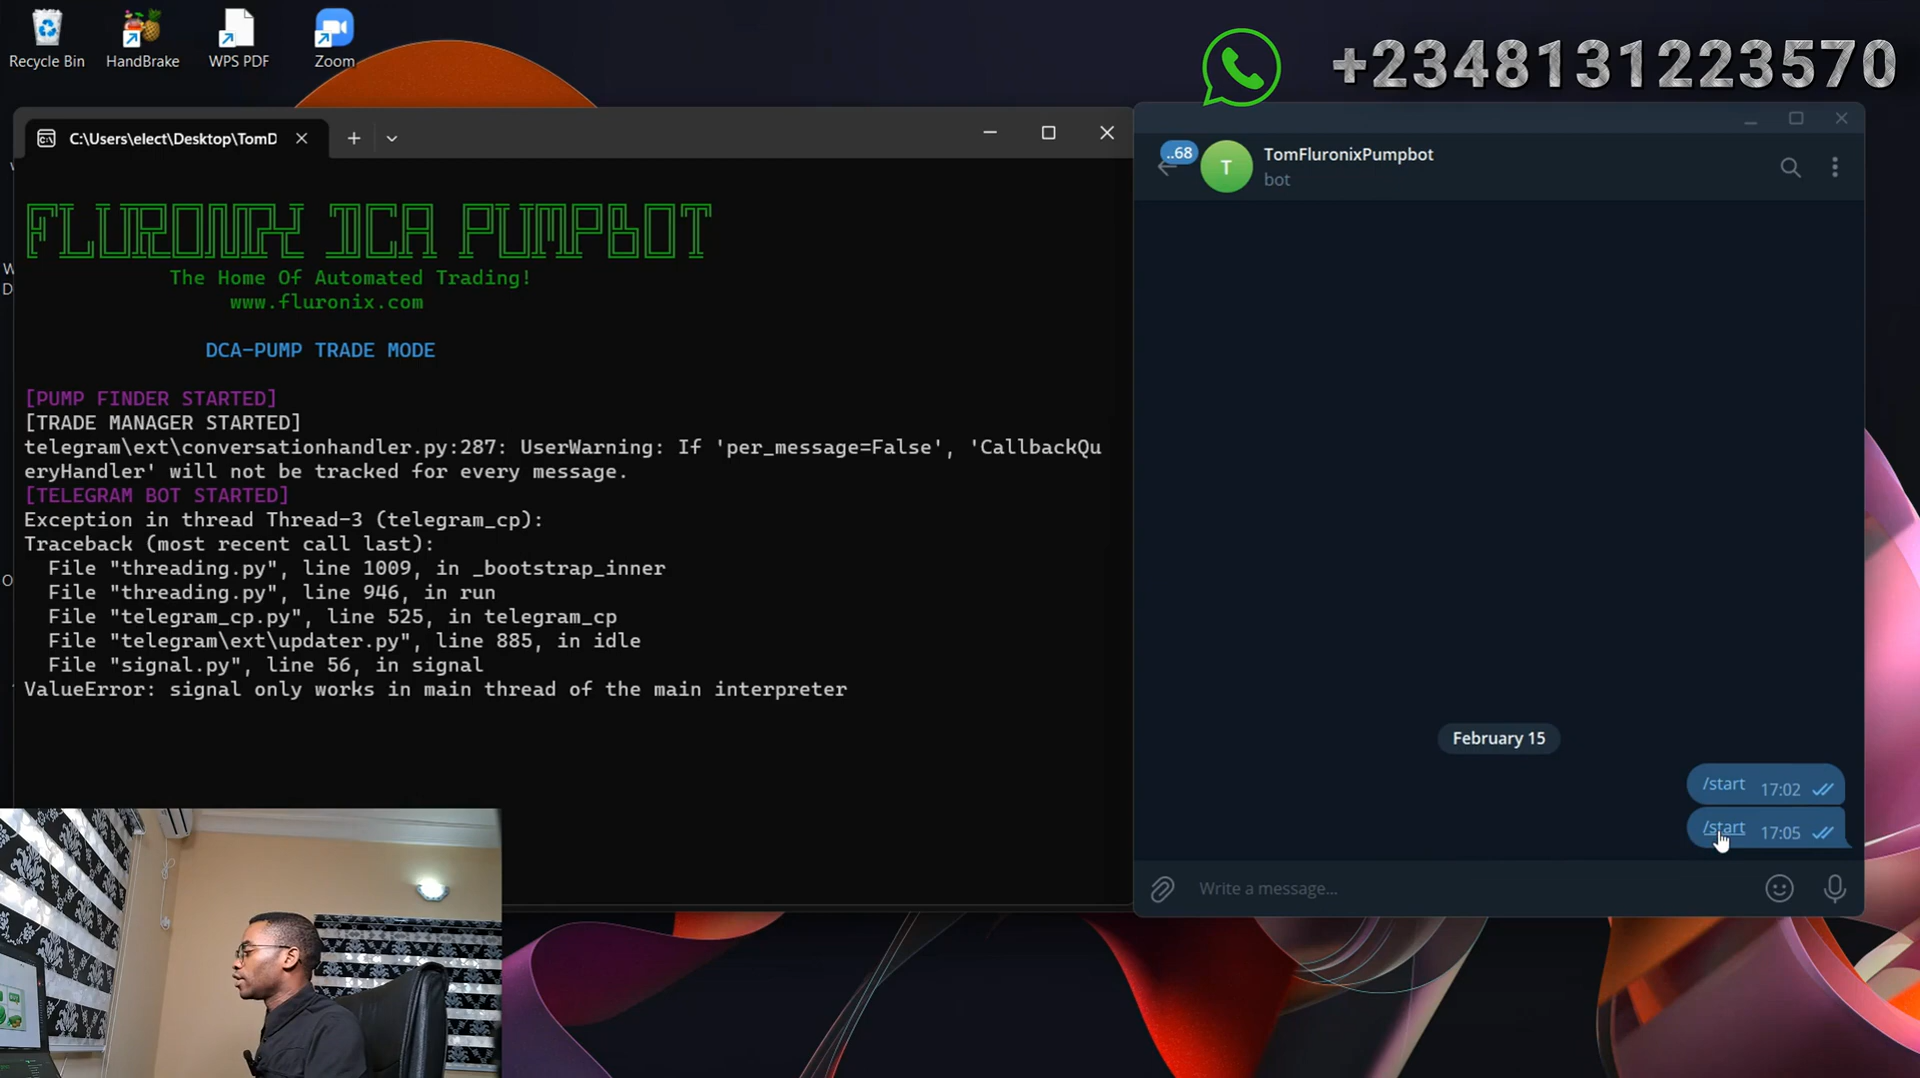 Recycle Bin
HandBrake
WPS PDF
Zoom
+2348131223570
C:\Users\elect\Desktop\TomD
FLURONIX DCA PUMPBOT
The Home Of Automated Trading!
www.fluronix.com
DCA-PUMP TRADE MODE
[PUMP FINDER STARTED]
[TRADE MANAGER STARTED]
telegram\ext\conversationhandler.py:287: UserWarning: If 'per_message=False', 'CallbackQu
eryHandler' will not be tracked for every message.
[TELEGRAM BOT STARTED]
Exception in thread Thread-3 (telegram_cp):
Traceback (most recent call last):
File "threading.py", line 1009, in _bootstrap_inner
File "threading.py", line 946, in run
File "telegram_cp.py", line 525, in telegram_cp
File "telegram\ext\updater.py", line 885, in idle
File "signal.py", line 56, in signal
ValueError: signal only works in main thread of the main interpreter
..68
T
TomFluronixPumpbot
bot
February 15
/start 17:02
/start 17:05
Write a message...